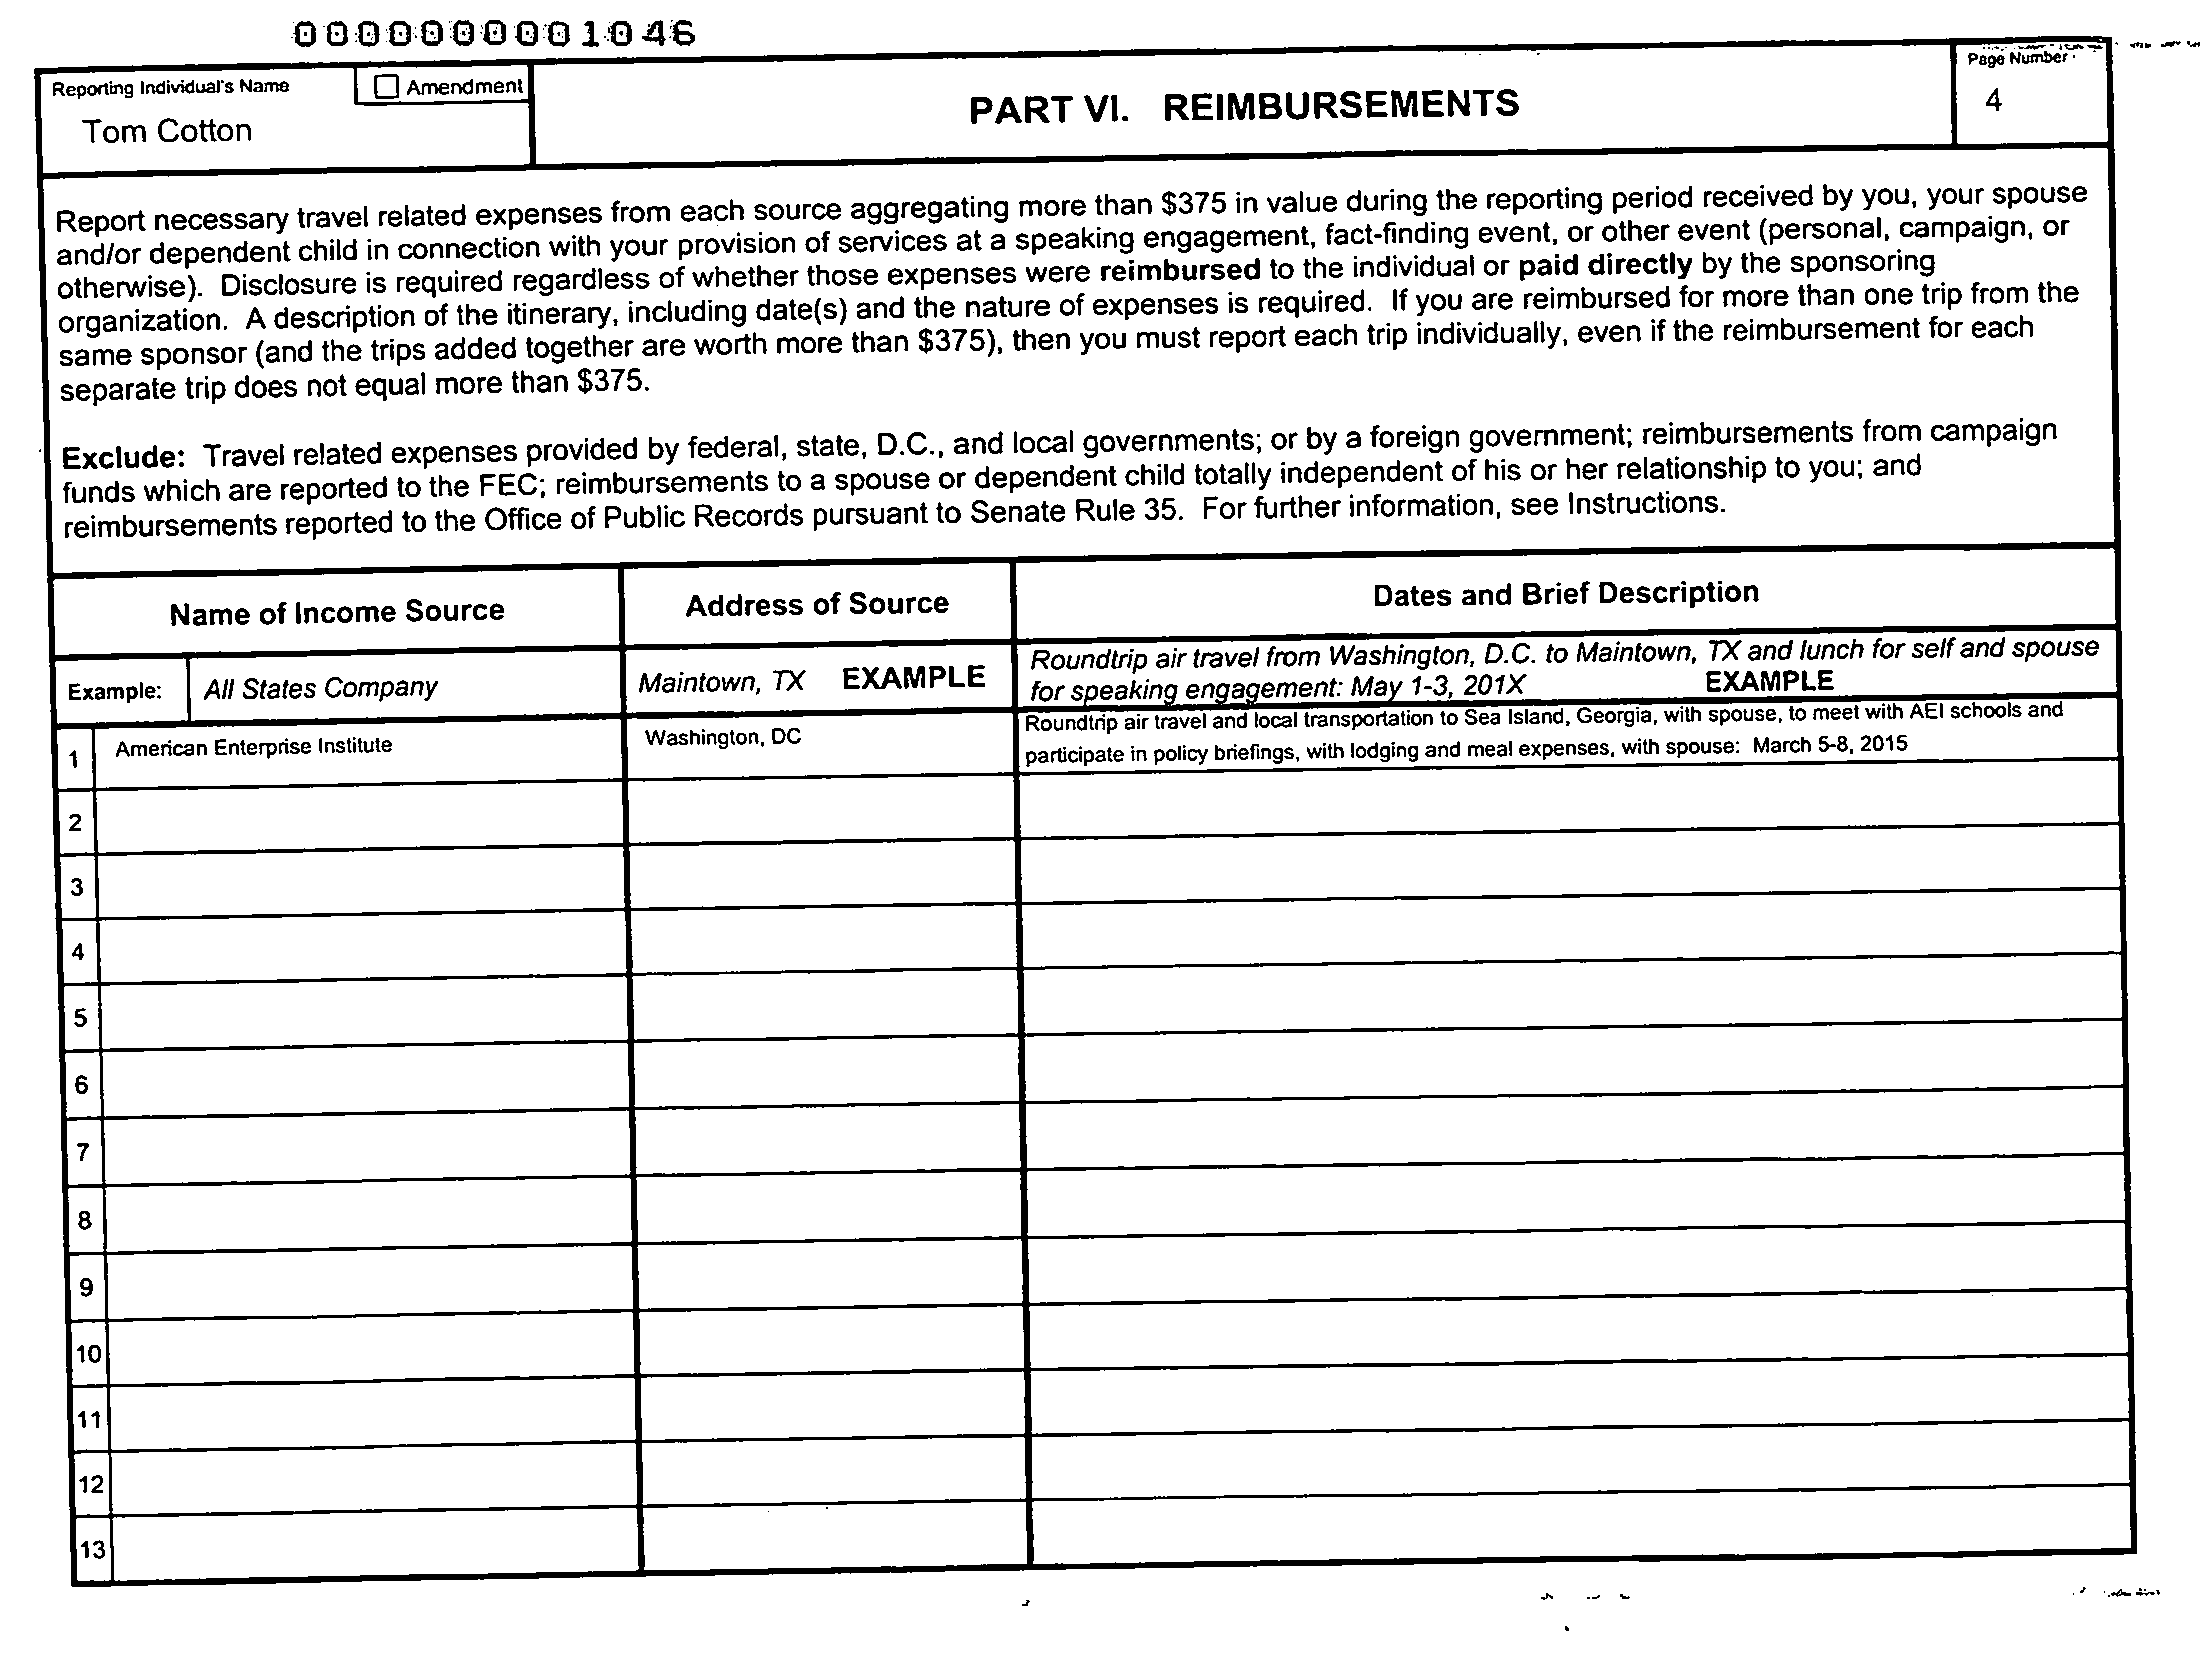 0000000001046
Reporting Individual's Name
Amendment
Tom Cotton
PART VI. REIMBURSEMENTS
Page Number
4
Report necessary travel related expenses from each source aggregating more than $375 in value during the reporting period received by you, your spouse
and/or dependent child in connection with your provision of services at a speaking engagement, fact-finding event, or other event (personal, campaign, or
otherwise). Disclosure is required regardless of whether those expenses were reimbursed to the individual or paid directly by the sponsoring
organization. A description of the itinerary, including date(s) and the nature of expenses is required. If you are reimbursed for more than one trip from the
same sponsor (and the trips added together are worth more than $375), then you must report each trip individually, even if the reimbursement for each
separate trip does not equal more than $375.
Exclude: Travel related expenses provided by federal, state, D.C., and local governments; or by a foreign government; reimbursements from campaign
funds which are reported to the FEC; reimbursements to a spouse or dependent child totally independent of his or her relationship to you; and
reimbursements reported to the Office of Public Records pursuant to Senate Rule 35. For further information, see Instructions.
Name of Income Source
Address of Source
Dates and Brief Description
Example:
All States Company
Maintown, TX EXAMPLE
Roundtrip air travel from Washington, D.C. to Maintown, TX and lunch for self and spouse
for speaking engagement: May 1-3, 201X EXAMPLE
1
American Enterprise Institute
Washington, DC
Roundtrip air travel and local transportation to Sea Island, Georgia, with spouse, to meet with AEI schools and
participate in policy briefings, with lodging and meal expenses, with spouse: March 5-8, 2015
2
3
4
5
6
7
8
9
10
11
12
13